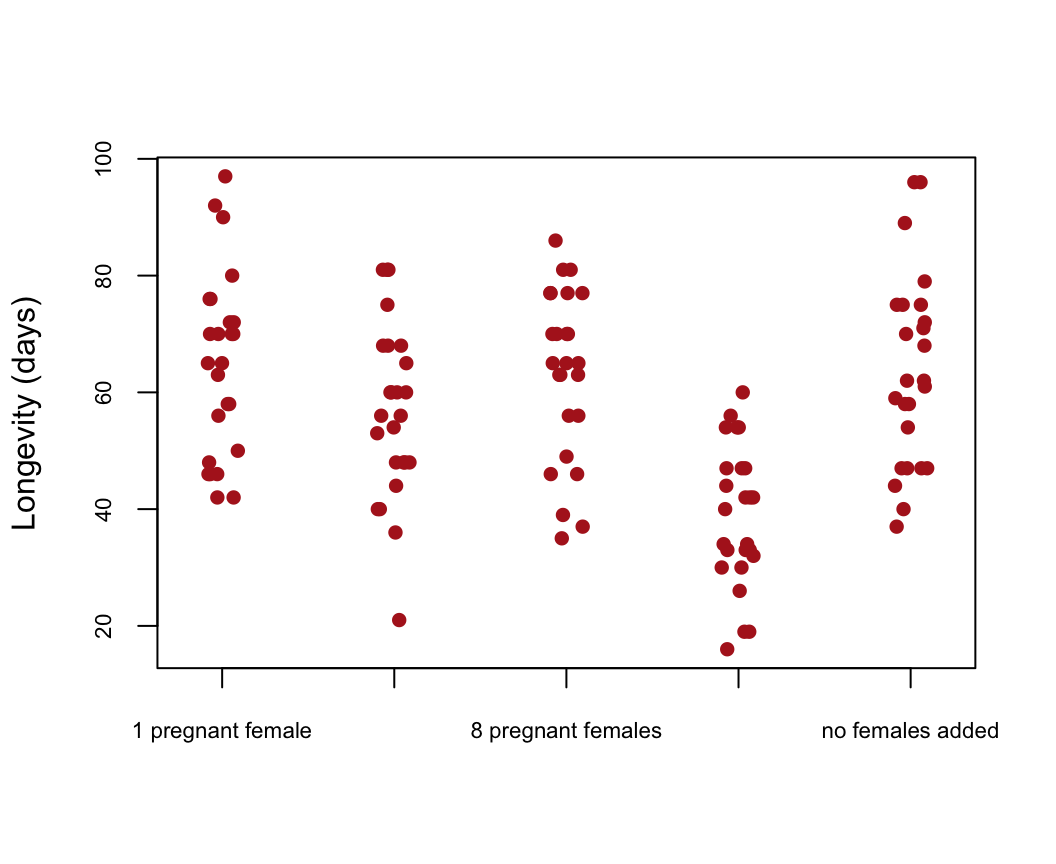 Longevity (days)
100
80
60
40
20
1 pregnant female
8 pregnant females
no females added